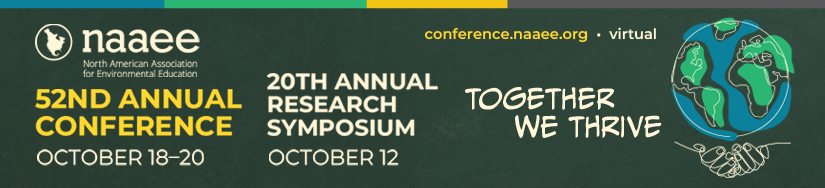 naaee
North American Association
for Environmental Education
52ND ANNUAL
CONFERENCE
OCTOBER 18–20
20TH ANNUAL
RESEARCH
SYMPOSIUM
OCTOBER 12
conference.naaee.org • virtual
TOGETHER
WE THRIVE